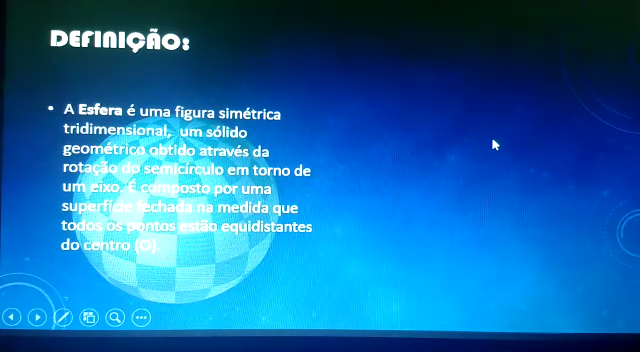 DEFINIÇÃO:
• A Esfera é uma figura simétrica
tridimensional, um sólido
geométrico obtido através da
rotação do semicírculo em torno de
um eixo. É composto por uma
superfície fechada na medida que
todos os pontos estão equidistantes
do centro (O).